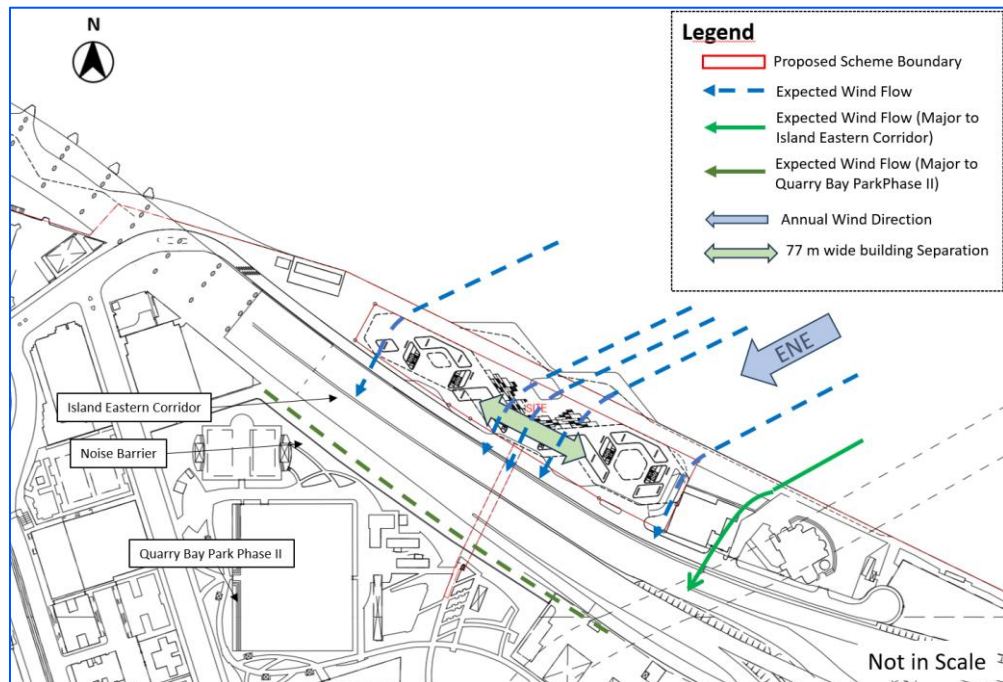 N
Legend
Proposed Scheme Boundary
Expected Wind Flow
Expected Wind Flow (Major to
Island Eastern Corridor)
Expected Wind Flow (Major to
Quarry Bay ParkPhase II)
Annual Wind Direction
77 m wide building Separation
ENE
SITE
Island Eastern Corridor
Noise Barrier
Quarry Bay Park Phase II
Not in Scale